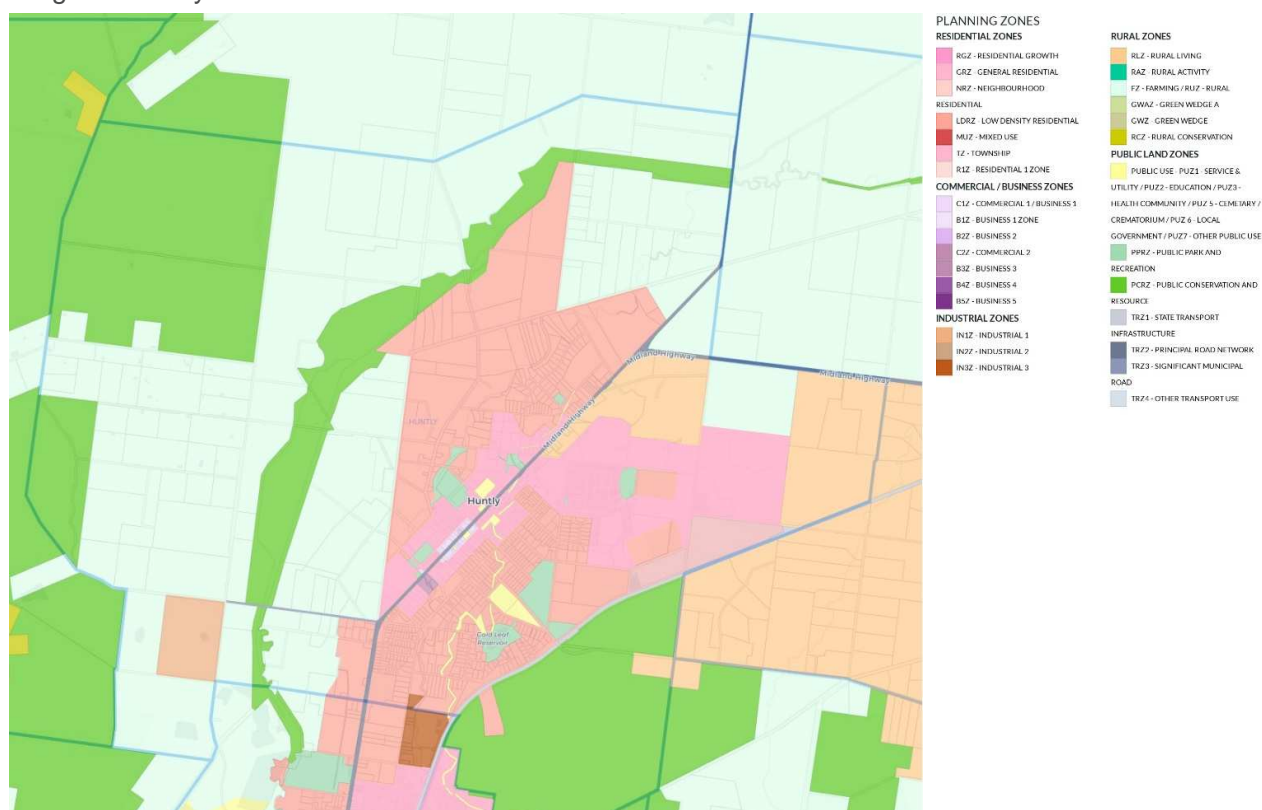 PLANNING ZONES
RESIDENTIAL ZONES
RGZ - RESIDENTIAL GROWTH
GRZ - GENERAL RESIDENTIAL
NRZ - NEIGHBOURHOOD
RESIDENTIAL
LDRZ - LOW DENSITY RESIDENTIAL
MUZ - MIXED USE
TZ - TOWNSHIP
R1Z - RESIDENTIAL 1 ZONE
COMMERCIAL / BUSINESS ZONES
C1Z - COMMERCIAL 1 / BUSINESS 1
B1Z - BUSINESS 1 ZONE
B2Z - BUSINESS 2
C2Z - COMMERCIAL 2
B3Z - BUSINESS 3
B4Z - BUSINESS 4
B5Z - BUSINESS 5
INDUSTRIAL ZONES
IN1Z - INDUSTRIAL 1
IN2Z - INDUSTRIAL 2
IN3Z - INDUSTRIAL 3
RURAL ZONES
RLZ - RURAL LIVING
RAZ - RURAL ACTIVITY
FZ - FARMING / RUZ - RURAL
GWAZ - GREEN WEDGE A
GWZ - GREEN WEDGE
RCZ - RURAL CONSERVATION
PUBLIC LAND ZONES
PUBLIC USE - PUZ1 - SERVICE &
UTILITY / PUZ2 - EDUCATION / PUZ3 -
HEALTH COMMUNITY / PUZ 5 - CEMETARY /
CREMATORIUM / PUZ 6 - LOCAL
GOVERNMENT / PUZ7 - OTHER PUBLIC USE
PPRZ - PUBLIC PARK AND
RECREATION
PCRZ - PUBLIC CONSERVATION AND
RESOURCE
TRZ1 - STATE TRANSPORT
INFRASTRUCTURE
TRZ2 - PRINCIPAL ROAD NETWORK
TRZ3 - SIGNIFICANT MUNICIPAL
ROAD
TRZ4 - OTHER TRANSPORT USE
Midland Highway
Midland Highway
Midland Highway
HUNTLY
Huntly
Gold Leaf